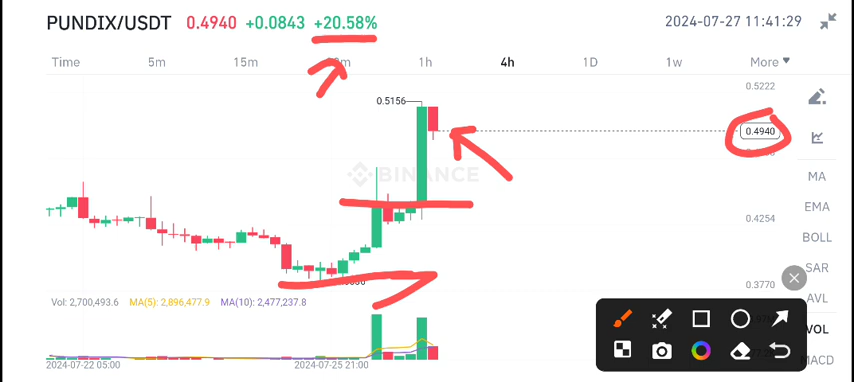 PUNDIX/USDT 0.4940 +0.0843 +20.58% 2024-07-27 11:41:29
Time 5m 15m 1h 4h 1D 1w More
0.5222
0.5156
0.4940
BINANCE
MA
EMA
0.4254
BOLL
SAR
0.3770
AVL
Vol: 2,700,493.6 MA(5): 2,896,477.9 MA(10): 2,477,237.8
VOL
MACD
2024-07-22 05:00 2024-07-25 21:00